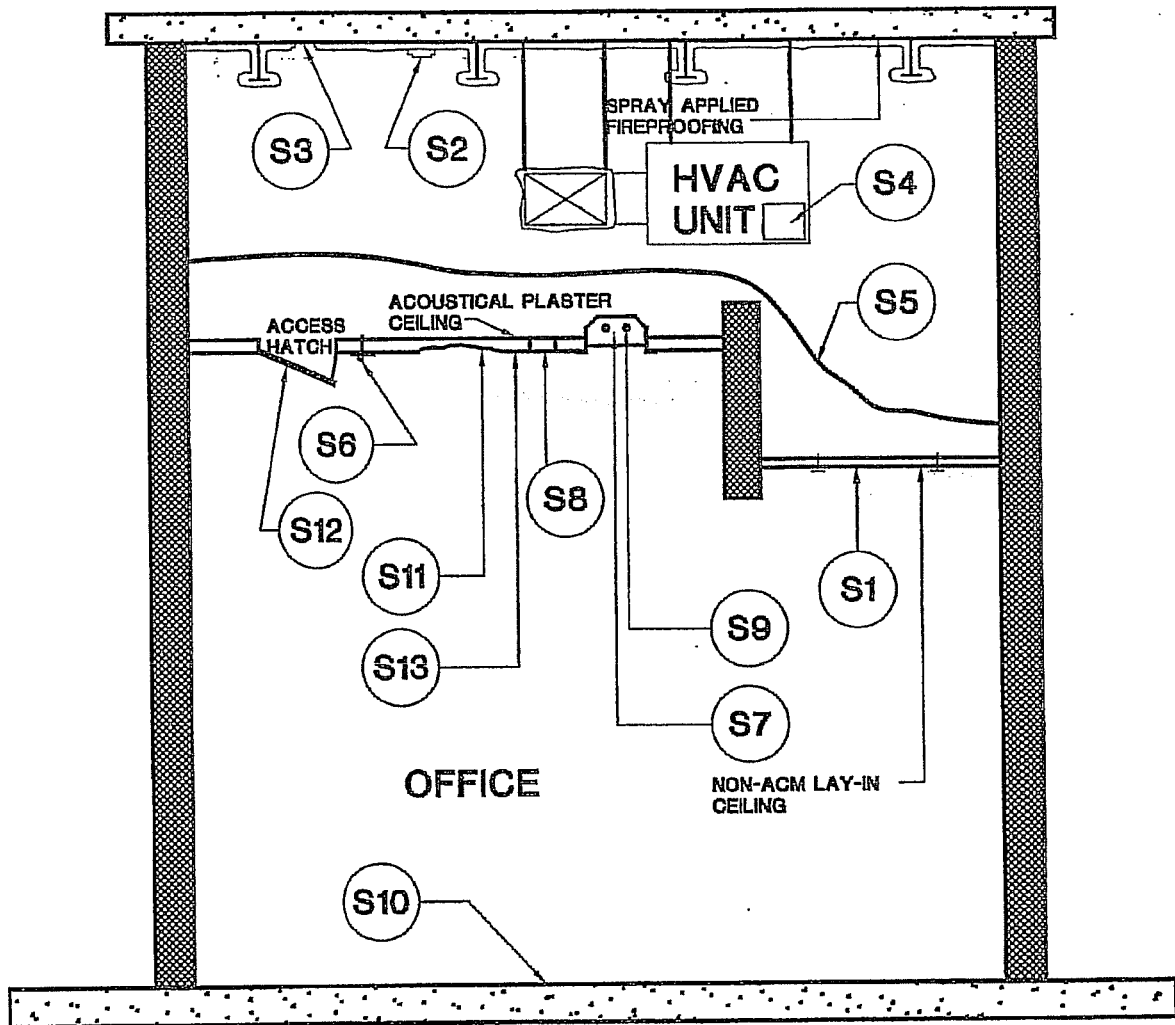 SPRAY APPLIED
FIREPROOFING
S3
S2
HVAC
UNIT
S4
S5
ACOUSTICAL PLASTER
CEILING
ACCESS
HATCH
S6
S8
S12
S11
S1
S9
S13
S7
OFFICE
NON-ACM LAY-IN
CEILING
S10